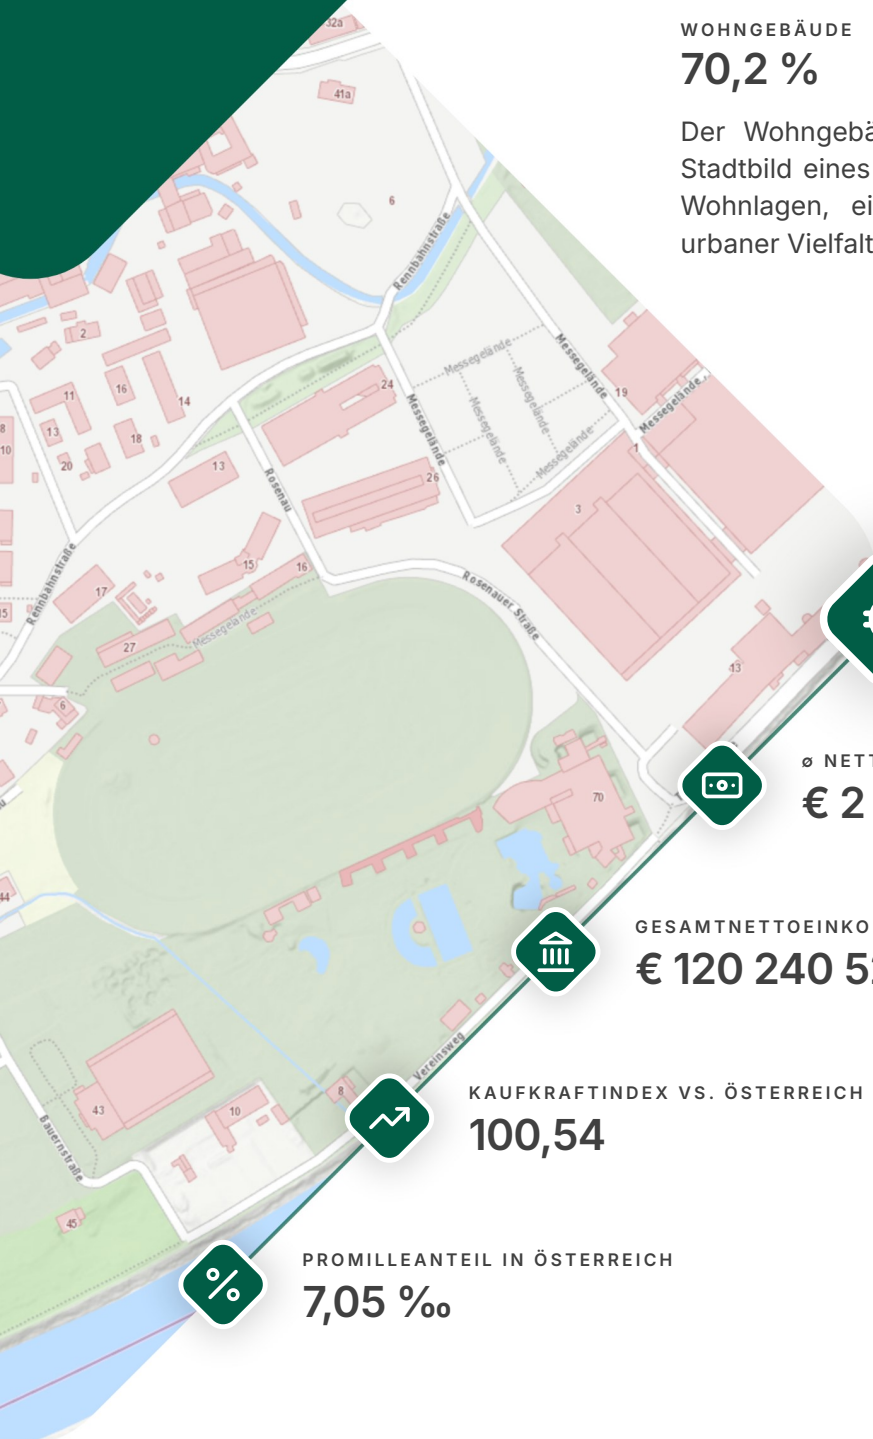 WOHNGEBÄUDE
70,2 %
Der Wohngebä
Stadtbild eines
Wohnlagen, ei
urbaner Vielfalt
32a
41a
6
Rennbahnstraße
2
Messegelände
Messegelände
11
16
14
24
Messegelände
Messegelände
Messegelände
19
Messegelände
8
13
18
10
20
13
26
Messegelände
1
Rosenau
3
Rennbahnstraße
15
16
17
Rosenauer Straße
15
27
Messegelände
13
6
ø NETT
€ 2
70
44
GESAMTNETTOEINKO
€ 120 240 5
Vereinsweg
8
KAUFKRAFTINDEX VS. ÖSTERREICH
100,54
43
10
Bauernstraße
45
PROMILLEANTEIL IN ÖSTERREICH
7,05 ‰